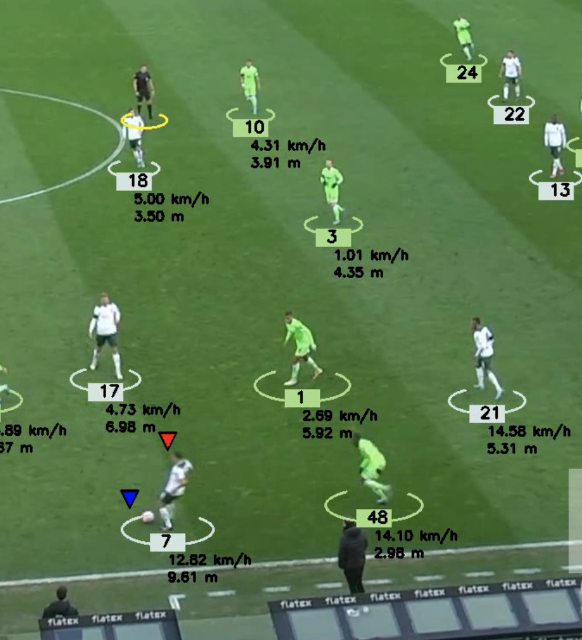 24
22
10
4.31 km/h
3.91 m
18
5.00 km/h
3.50 m
13
3
1.01 km/h
4.35 m
17
4.73 km/h
6.98 m
1
2.69 km/h
5.92 m
21
14.58 km/h
5.31 m
.89 km/h
37 m
48
14.10 km/h
2.98 m
7
12.82 km/h
9.61 m
flatex flatex flatex flatex flatex flatex flatex
flatex flatex flatex